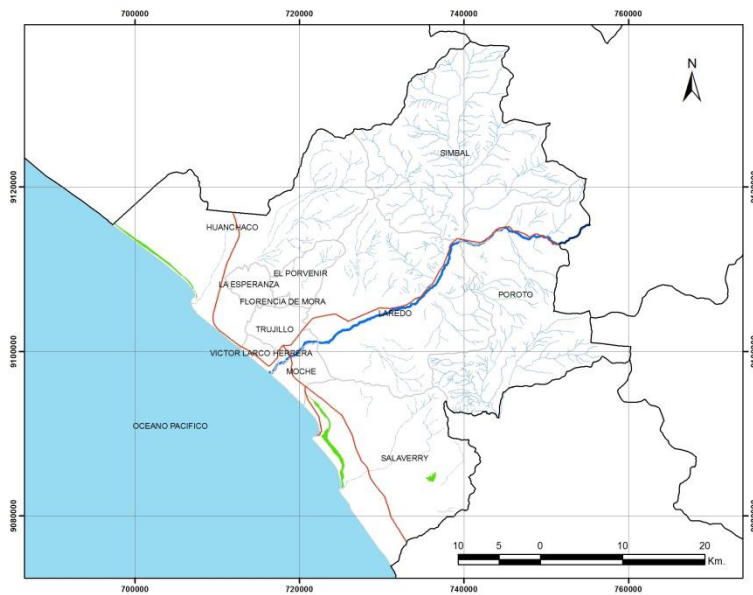 700000 720000 740000 760000
N
SIMBAL
9120000
HUANCHACO
EL PORVENIR
LA ESPERANZA
FLORENCIA DE MORA
POROTO
LAREDO
TRUJILLO
9100000
VICTOR LARCO HERRERA
MOCHE
OCEANO PACIFICO
SALAVERRY
9080000
10 5 0 10 20
Km.
700000 720000 740000 760000